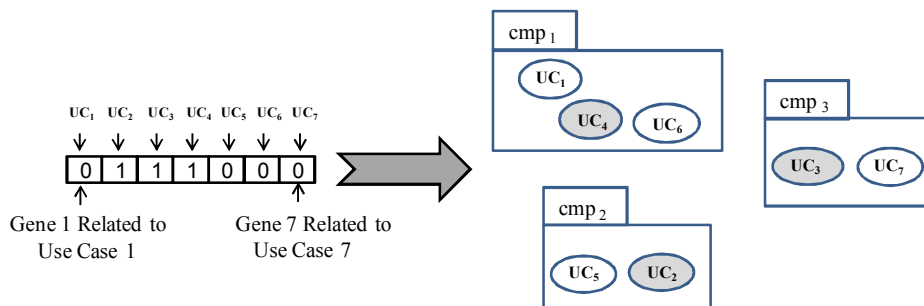 UC₁ UC₂ UC₃ UC₄ UC₅ UC₆ UC₇
0 1 1 1 0 0 0
Gene 1 Related to
Use Case 1
Gene 7 Related to
Use Case 7
cmp ₁
UC₁
UC₄
UC₆
cmp ₂
UC₅ UC₂
cmp ₃
UC₃ UC₇